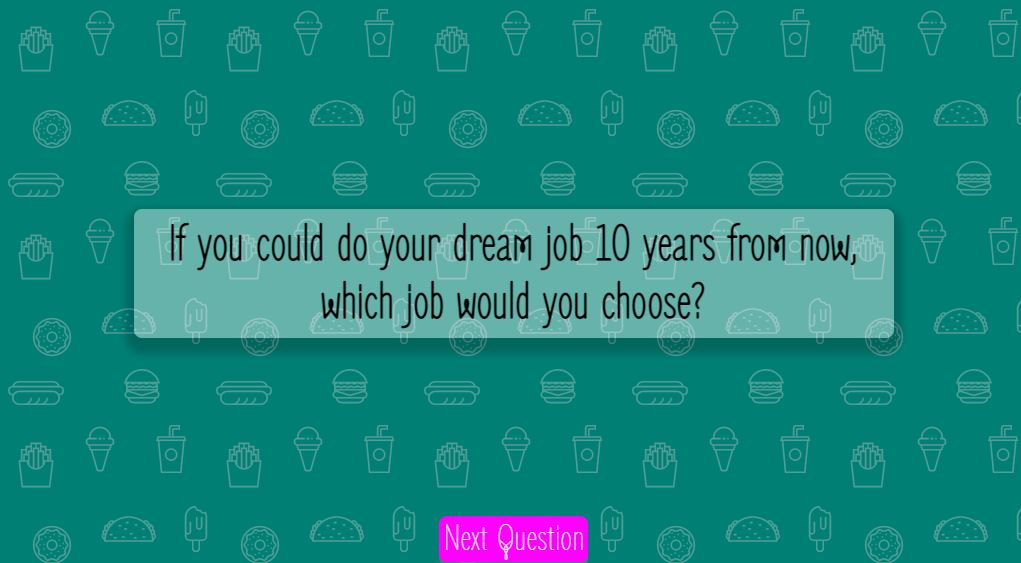 If you could do your dream job 10 years from now,
which job would you choose?
Next Question